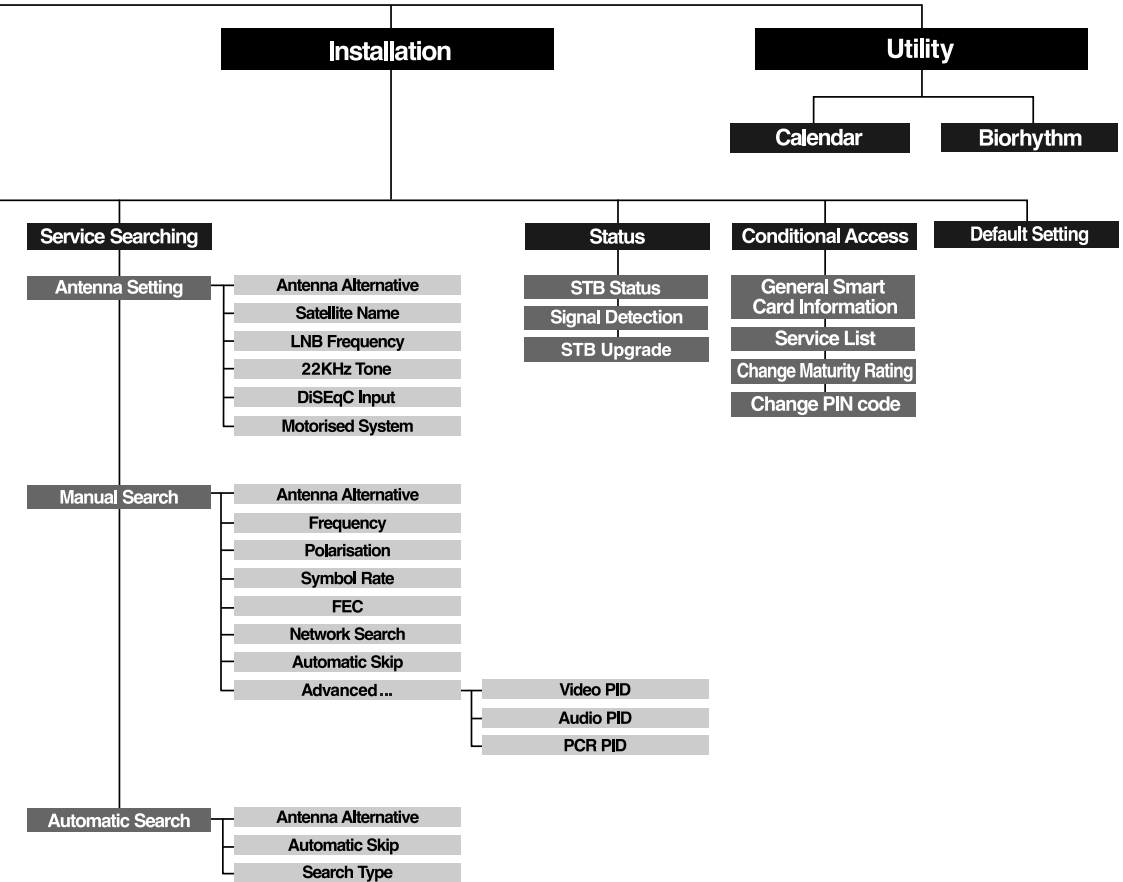 Installation
Utility
Calendar
Biorhythm
Service Searching
Antenna Setting
Antenna Alternative
Satellite Name
LNB Frequency
22KHz Tone
DiSEqC Input
Motorised System
Manual Search
Antenna Alternative
Frequency
Polarisation
Symbol Rate
FEC
Network Search
Automatic Skip
Advanced...
Video PID
Audio PID
PCR PID
Automatic Search
Antenna Alternative
Automatic Skip
Search Type
Status
STB Status
Signal Detection
STB Upgrade
Conditional Access
General Smart
Card Information
Service List
Change Maturity Rating
Change PIN code
Default Setting